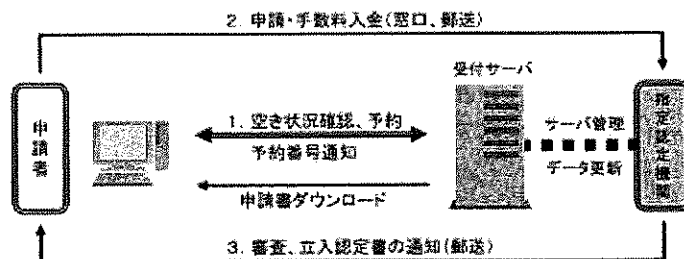 2. 申請・手数料入金(窓口、郵送)
受付サーバ
申請書
1. 空き状況確認、予約
予約番号通知
サーバ管理
データ更新
指定認定機関
申請書ダウンロード
3. 審査、立入認定書の通知(郵送)